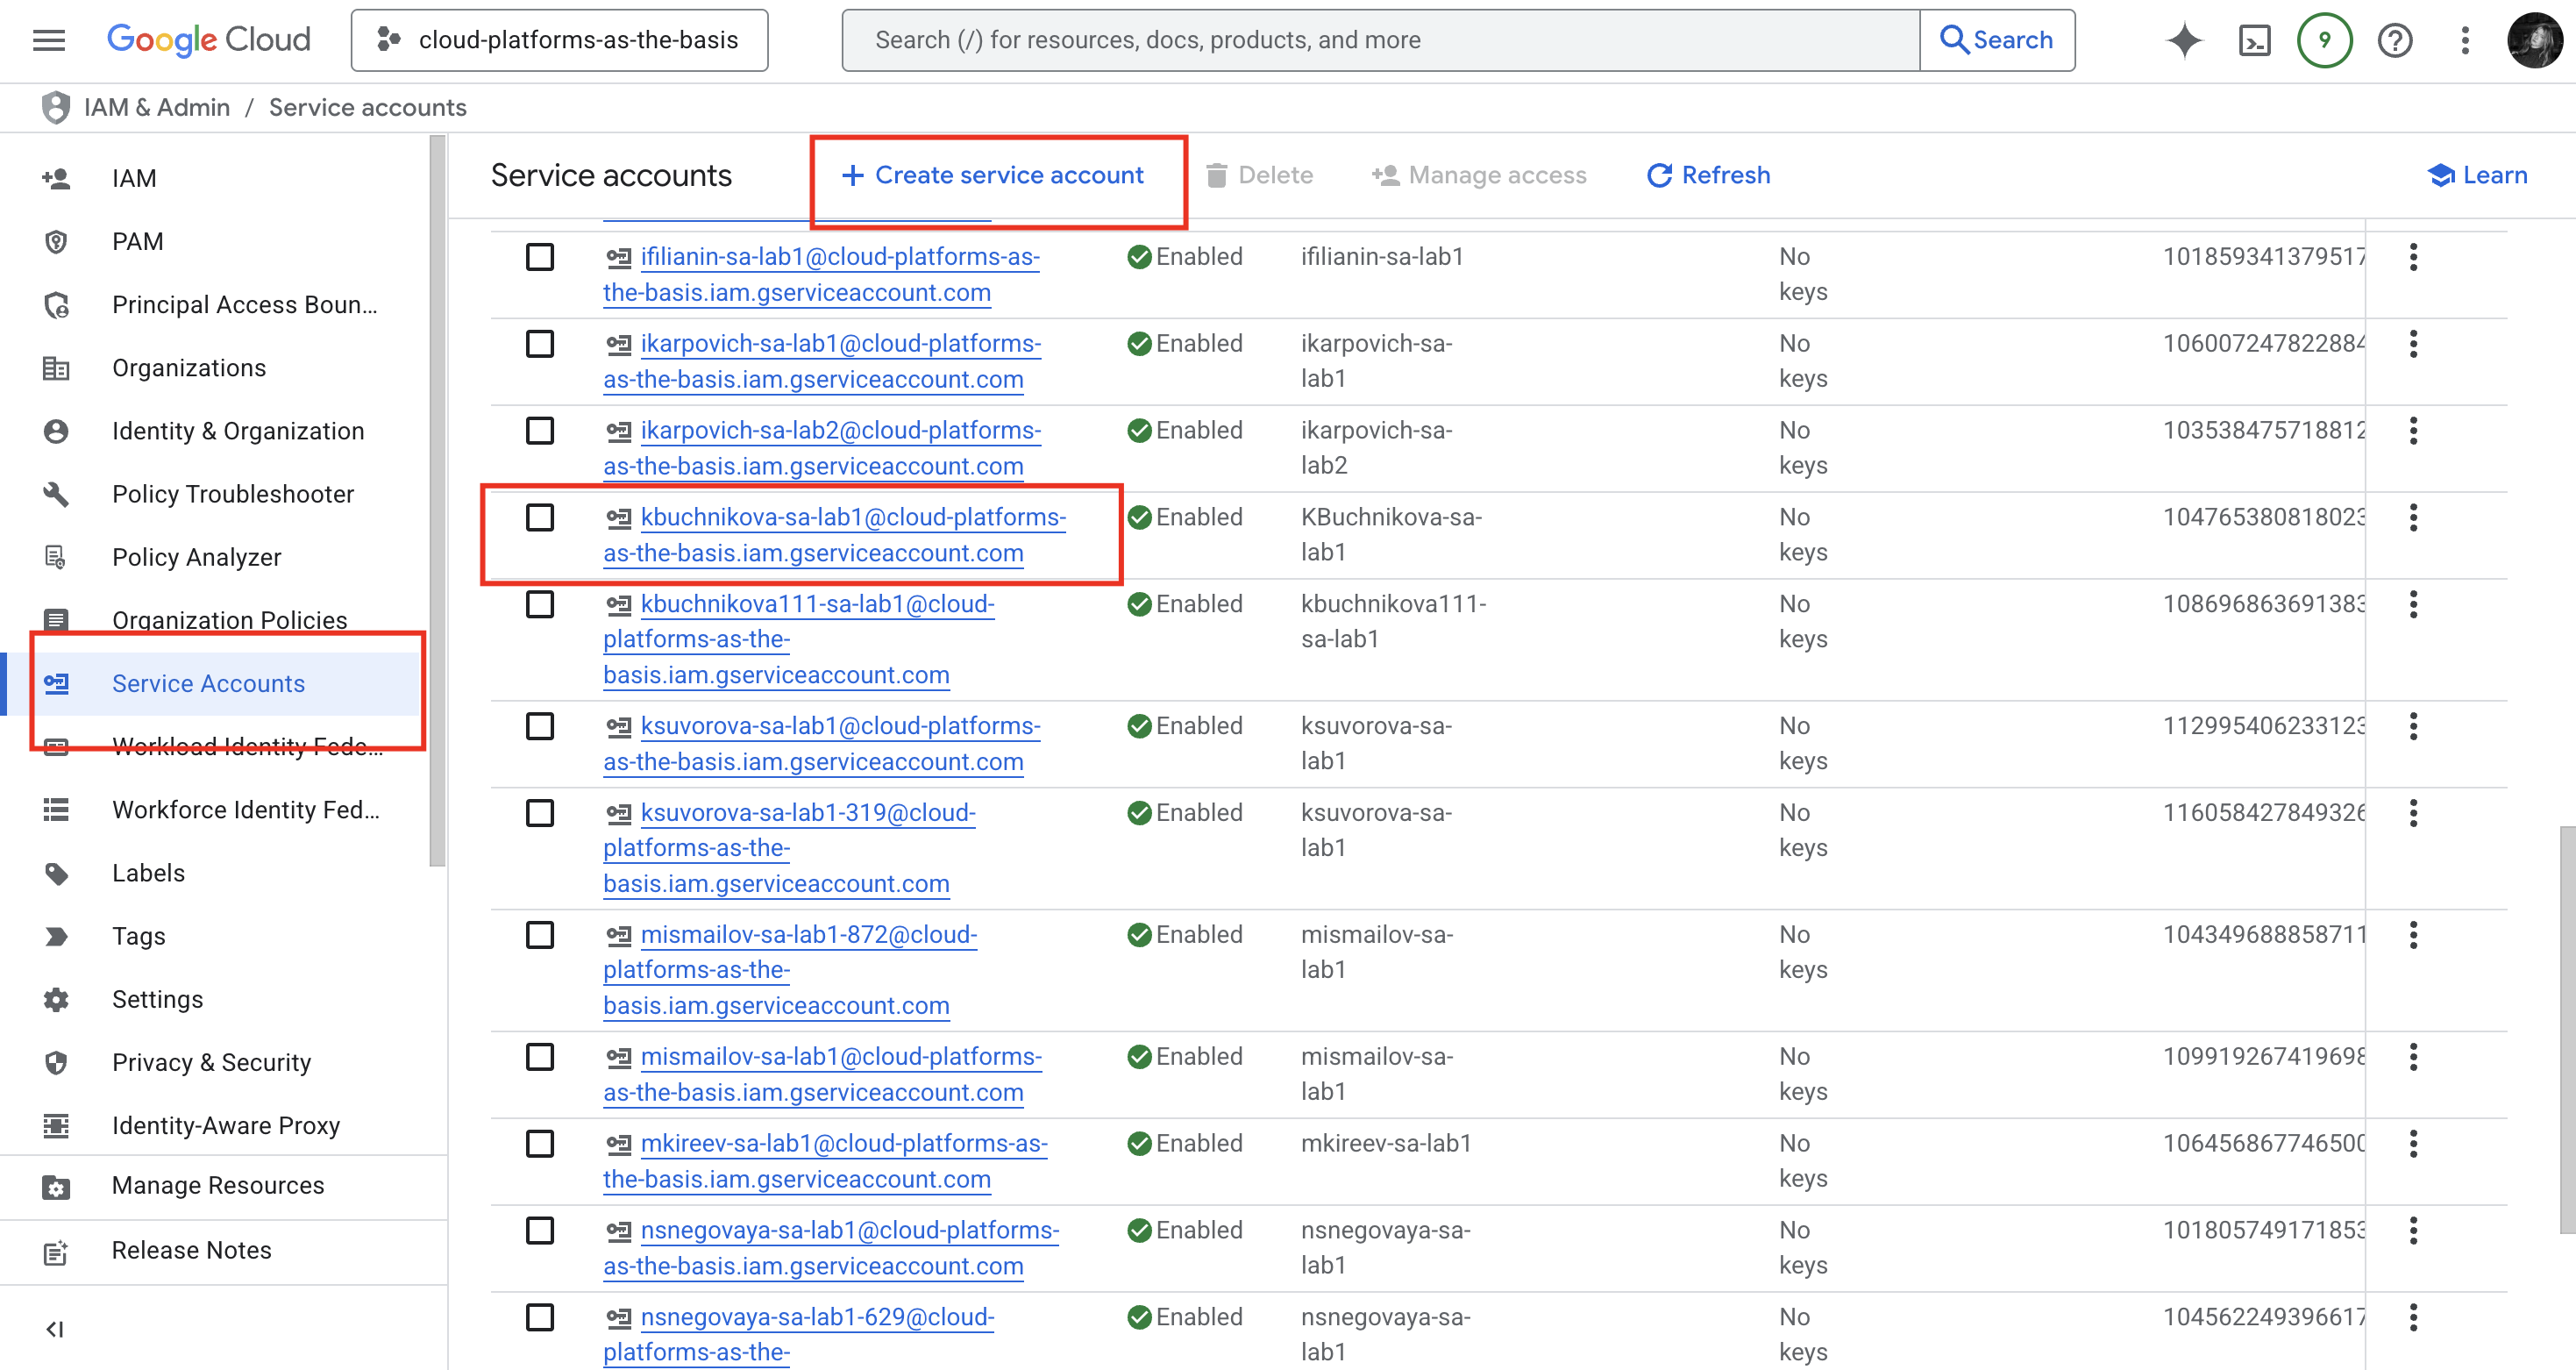 Google Cloud
cloud-platforms-as-the-basis
Search (/) for resources, docs, products, and more
Search
9
IAM & Admin / Service accounts
IAM
PAM
Principal Access Boun...
Organizations
Identity & Organization
Policy Troubleshooter
Policy Analyzer
Organization Policies
Service Accounts
Workload Identity Fede...
Workforce Identity Fed...
Labels
Tags
Settings
Privacy & Security
Identity-Aware Proxy
Manage Resources
Release Notes
Service accounts
+ Create service account
Delete
Manage access
Refresh
Learn
ifilianin-sa-lab1@cloud-platforms-as- Enabled ifilianin-sa-lab1 No 101859341379517
the-basis.iam.gserviceaccount.com keys
ikarpovich-sa-lab1@cloud-platforms- Enabled ikarpovich-sa- No 106007247822884
as-the-basis.iam.gserviceaccount.com lab1 keys
ikarpovich-sa-lab2@cloud-platforms- Enabled ikarpovich-sa- No 103538475718812
as-the-basis.iam.gserviceaccount.com lab2 keys
kbuchnikova-sa-lab1@cloud-platforms- Enabled KBuchnikova-sa- No 104765380818023
as-the-basis.iam.gserviceaccount.com lab1 keys
kbuchnikova111-sa-lab1@cloud- Enabled kbuchnikova111- No 108696863691383
platforms-as-the- sa-lab1 keys
basis.iam.gserviceaccount.com
ksuvorova-sa-lab1@cloud-platforms- Enabled ksuvorova-sa- No 112995406233123
as-the-basis.iam.gserviceaccount.com lab1 keys
ksuvorova-sa-lab1-319@cloud- Enabled ksuvorova-sa- No 116058427849326
platforms-as-the- lab1 keys
basis.iam.gserviceaccount.com
mismailov-sa-lab1-872@cloud- Enabled mismailov-sa- No 104349688858711
platforms-as-the- lab1 keys
basis.iam.gserviceaccount.com
mismailov-sa-lab1@cloud-platforms- Enabled mismailov-sa- No 109919267419698
as-the-basis.iam.gserviceaccount.com lab1 keys
mkireev-sa-lab1@cloud-platforms-as- Enabled mkireev-sa-lab1 No 106456867746500
the-basis.iam.gserviceaccount.com keys
nsnegovaya-sa-lab1@cloud-platforms- Enabled nsnegovaya-sa- No 101805749171853
as-the-basis.iam.gserviceaccount.com lab1 keys
nsnegovaya-sa-lab1-629@cloud- Enabled nsnegovaya-sa- No 104562249396617
platforms-as-the- lab1 keys